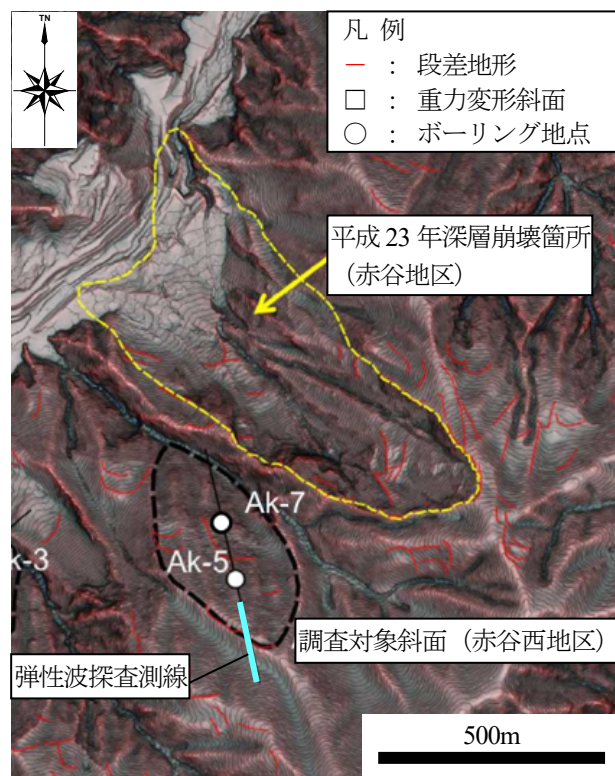 TN
凡 例
― : 段差地形
□ : 重力変形斜面
○ : ボーリング地点
平成 23 年深層崩壊箇所
(赤谷地区)
Ak-7
Ak-5
k-3
調査対象斜面（赤谷西地区）
弾性波探査測線
500m